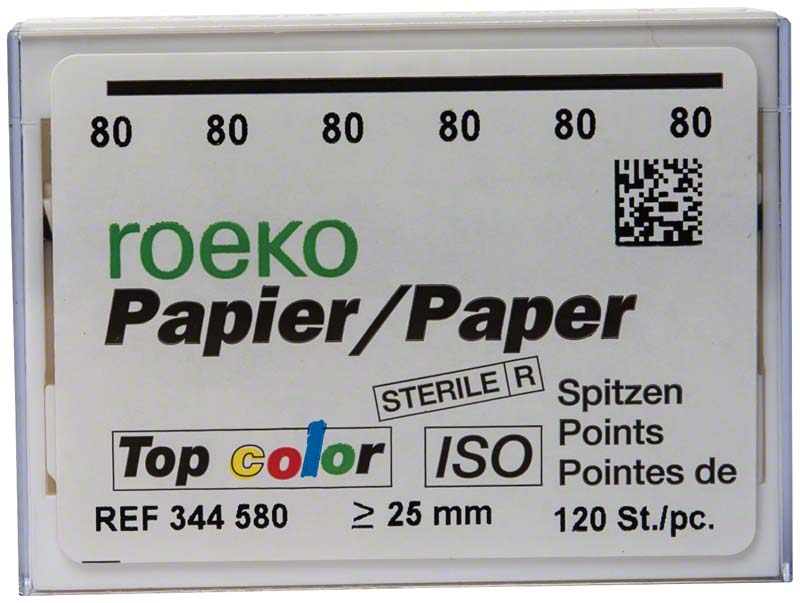 80 80 80 80 80 80
roeko
Papier/Paper
STERILE R
Spitzen
Points
Pointes de
Top color
ISO
REF 344 580
≥ 25 mm
120 St./pc.